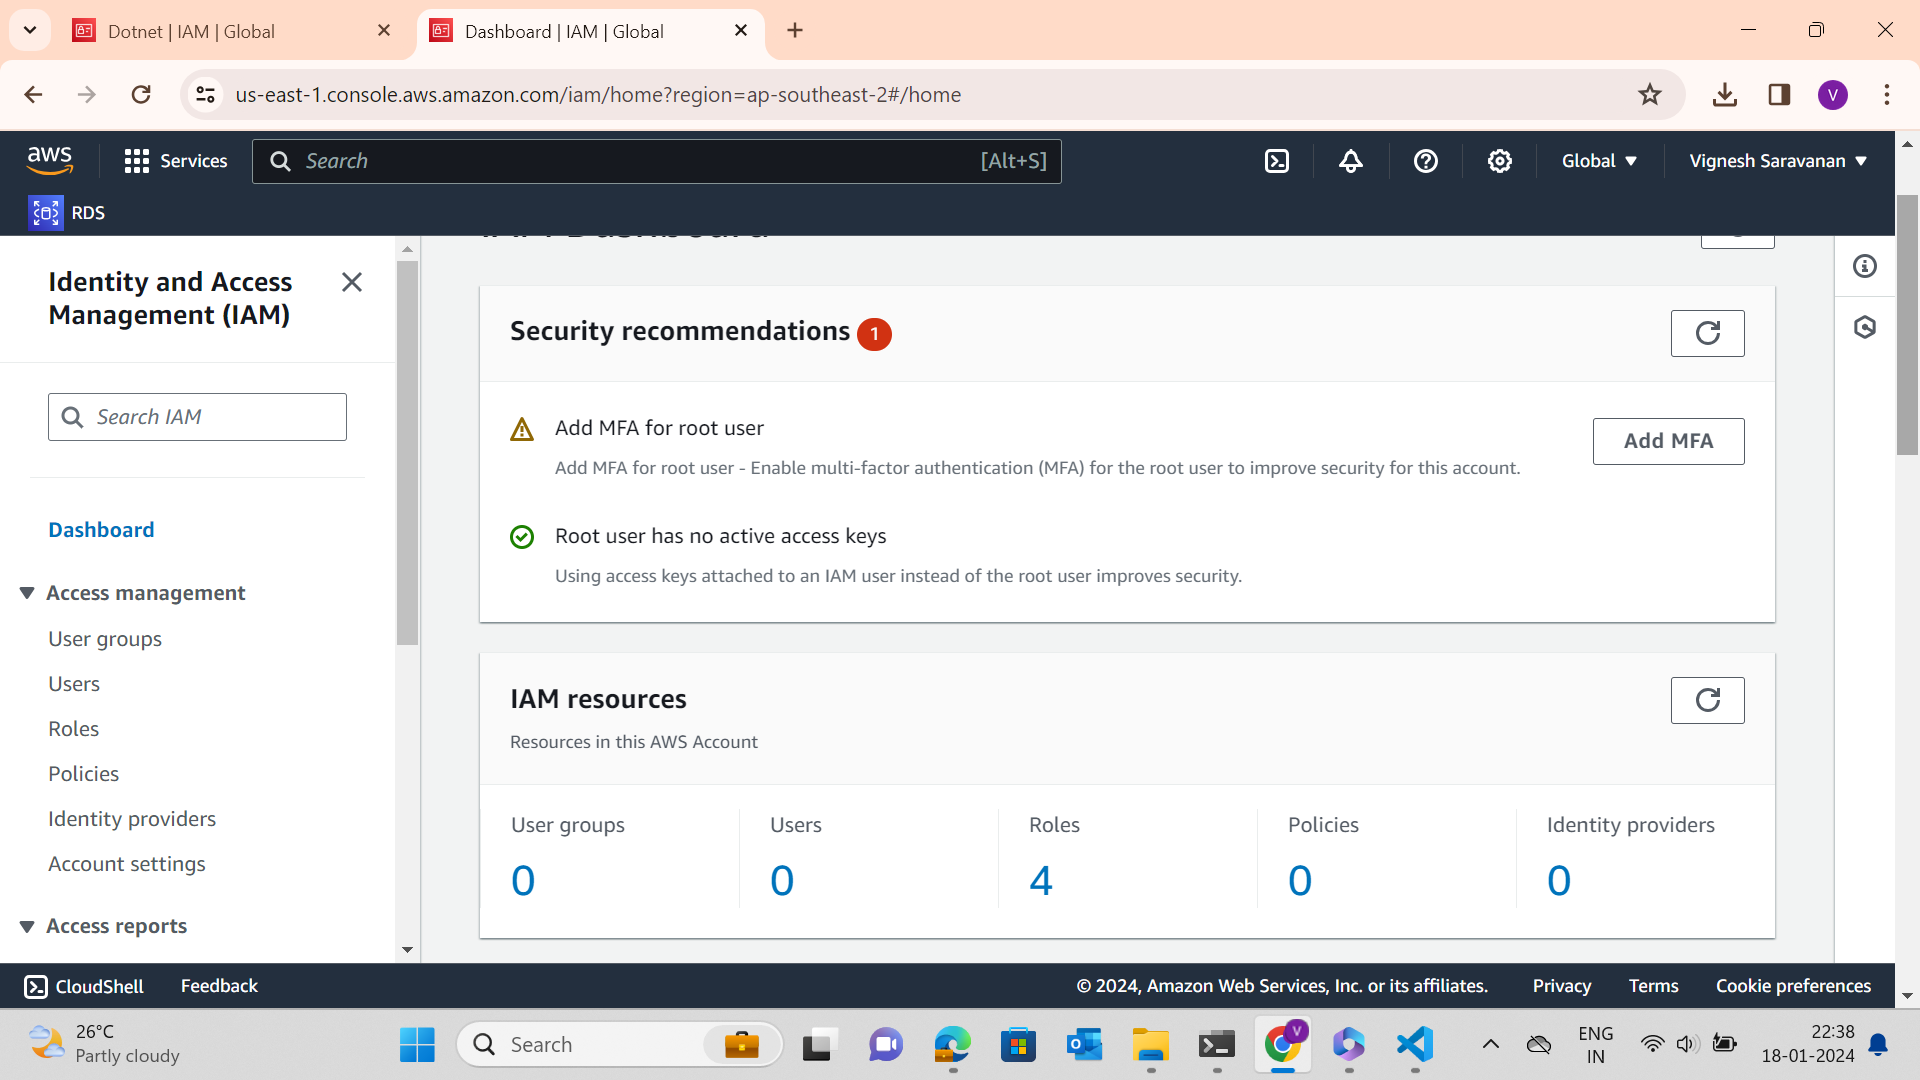 Dotnet | IAM | Global
Dashboard | IAM | Global
us-east-1.console.aws.amazon.com/iam/home?region=ap-southeast-2#/home
V
aws
Services
Search
[Alt+S]
Global
Vignesh Saravanan
RDS
Identity and Access
Management (IAM)
Search IAM
Dashboard
Access management
User groups
Users
Roles
Policies
Identity providers
Account settings
Access reports
IAM Dashboard
Security recommendations 1
Add MFA for root user
Add MFA for root user - Enable multi-factor authentication (MFA) for the root user to improve security for this account.
Add MFA
Root user has no active access keys
Using access keys attached to an IAM user instead of the root user improves security.
IAM resources
Resources in this AWS Account
User groups
0
Users
0
Roles
4
Policies
0
Identity providers
0
CloudShell
Feedback
© 2024, Amazon Web Services, Inc. or its affiliates.
Privacy
Terms
Cookie preferences
26°C
Partly cloudy
Search
V
ENG
IN
22:38
18-01-2024